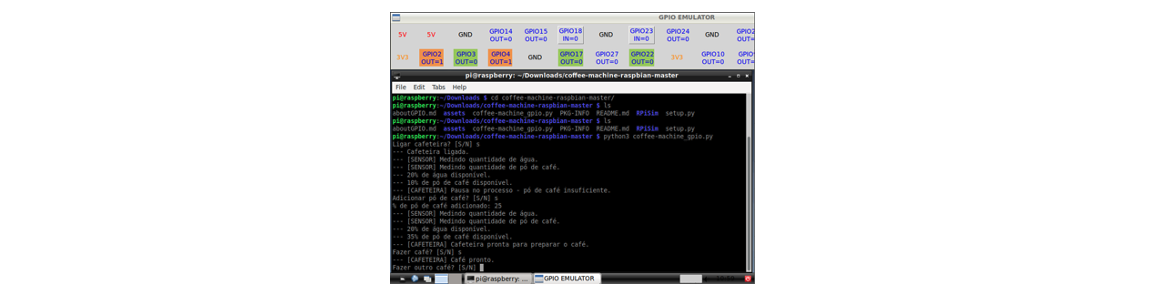 GPIO EMULATOR
5V 5V GND GPIO14 GPIO15 GPIO18 GND GPIO23 GPIO24 GND
OUT=0 OUT=0 IN=0 IN=0 OUT=0
3V3 GPIO2 GPIO3 GPIO4 GND GPIO17 GPIO27 GPIO22 3V3 GPIO10
OUT=1 OUT=0 OUT=1 OUT=0 OUT=0 OUT=0 OUT=0
pi@raspberry: ~/Downloads/coffee-machine-raspbian-master
File Edit Tabs Help
pi@raspberry:~/Downloads $ cd coffee-machine-raspbian-master/
pi@raspberry:~/Downloads/coffee-machine-raspbian-master $ ls
aboutGPIO.md assets coffee-machine_gpio.py PKG-INFO README.md RPiSim setup.py
pi@raspberry:~/Downloads/coffee-machine-raspbian-master $ ls
aboutGPIO.md assets coffee-machine_gpio.py PKG-INFO README.md RPiSim setup.py
pi@raspberry:~/Downloads/coffee-machine-raspbian-master $ python3 coffee-machine_gpio.py
Ligar cafeteira? [S/N] s
--- Cafeteira ligada.
--- [SENSOR] Medindo quantidade de água.
--- [SENSOR] Medindo quantidade de pó de café.
--- 20% de água disponível.
--- 10% de pó de café disponível.
--- [CAFETEIRA] Pausa no processo - pó de café insuficiente.
Adicionar pó de café? [S/N] s
% de pó de café adicionado: 25
--- [SENSOR] Medindo quantidade de água.
--- [SENSOR] Medindo quantidade de pó de café.
--- 20% de água disponível.
--- 35% de pó de café disponível.
--- [CAFETEIRA] Cafeteira pronta para preparar o café.
Fazer café? [S/N] s
--- [CAFETEIRA] Café pronto.
Fazer outro café? [S/N]
pi@raspberry: ... GPIO EMULATOR